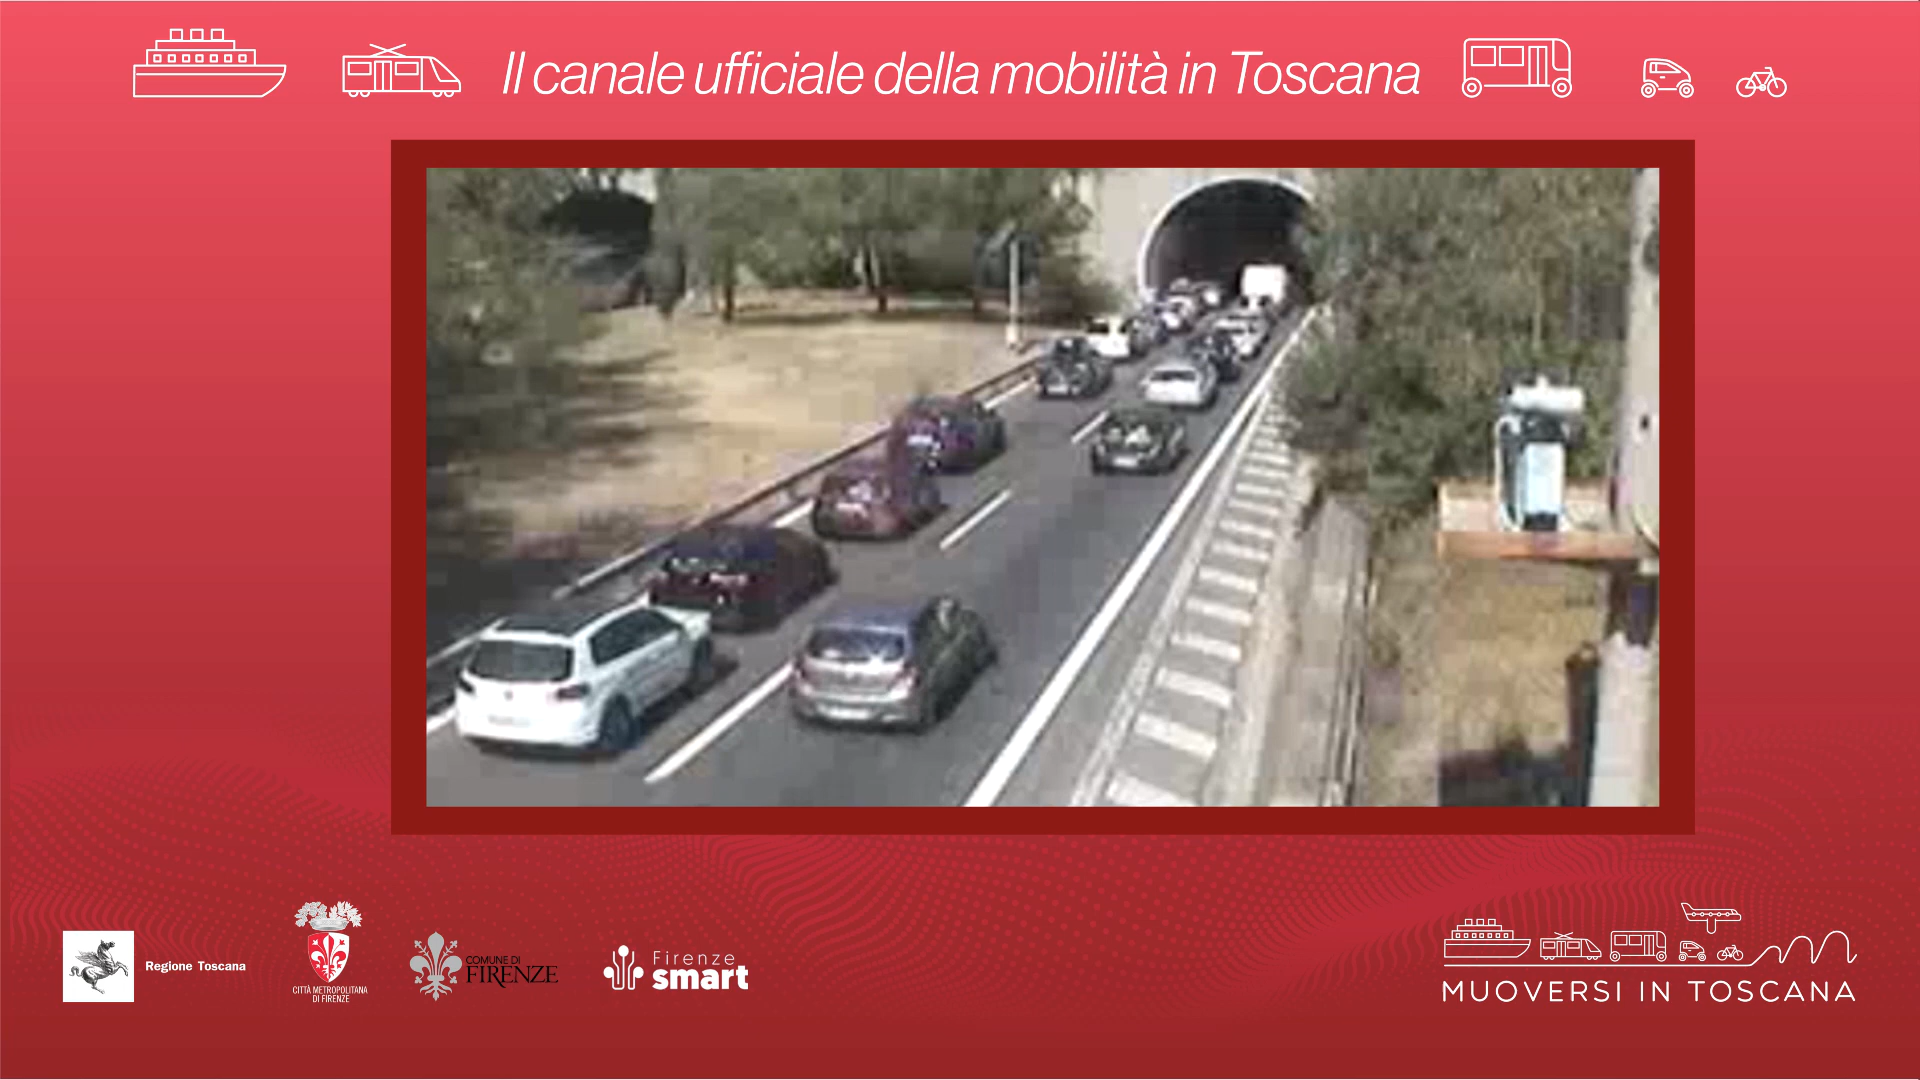 Il canale ufficiale della mobilità in Toscana
Regione Toscana
CITTÀ METROPOLITANA
DI FIRENZE
COMUNE DI
FIRENZE
Firenze
smart
MUOVERSI IN TOSCANA